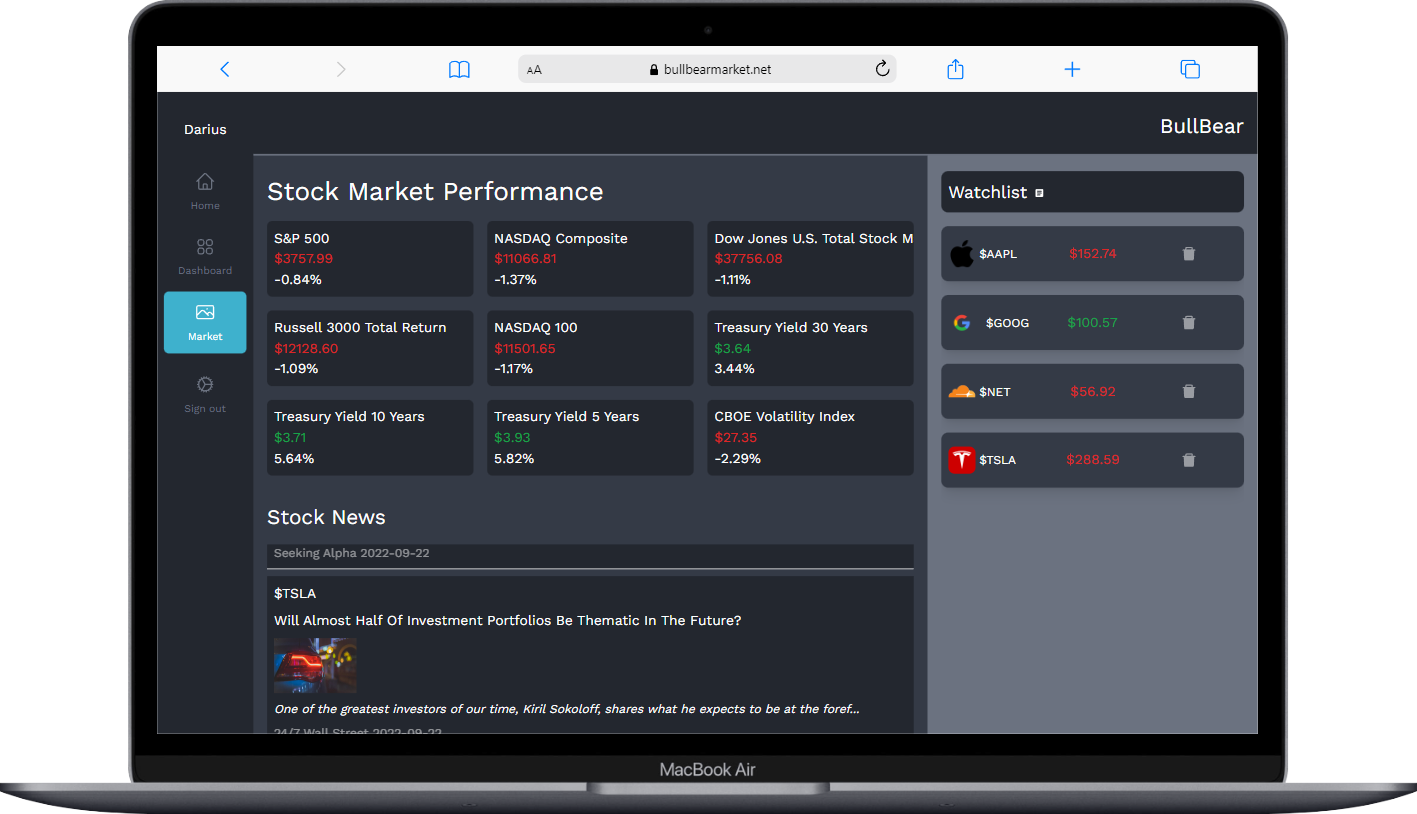 AA
bullbearmarket.net
Darius
BullBear
Home
Dashboard
Market
Sign out
Stock Market Performance
S&P 500
$3757.99
-0.84%
NASDAQ Composite
$11066.81
-1.37%
Dow Jones U.S. Total Stock M
$37756.08
-1.11%
Russell 3000 Total Return
$12128.60
-1.09%
NASDAQ 100
$11501.65
-1.17%
Treasury Yield 30 Years
$3.64
3.44%
Treasury Yield 10 Years
$3.71
5.64%
Treasury Yield 5 Years
$3.93
5.82%
CBOE Volatility Index
$27.35
-2.29%
Stock News
Seeking Alpha 2022-09-22
$TSLA
Will Almost Half Of Investment Portfolios Be Thematic In The Future?
One of the greatest investors of our time, Kiril Sokoloff, shares what he expects to be at the foref...
24/7 Wall Street 2022-09-22
Watchlist
$AAPL $152.74
$GOOG $100.57
$NET $56.92
$TSLA $288.59
MacBook Air